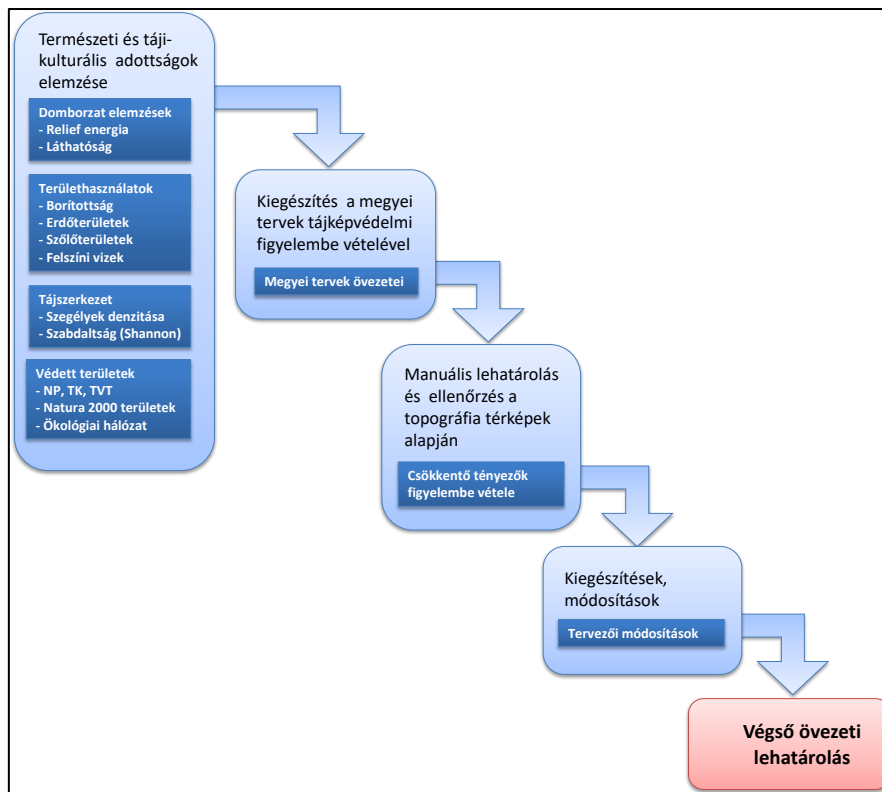 Természeti és táji-
kulturális adottságok
elemzése
Domborzat elemzések
- Relief energia
- Láthatóság
Területhasználatok
- Borítottság
- Erdőterületek
- Szőlőterületek
- Felszíni vizek
Tájszerkezet
- Szegélyek denzitása
- Szabdaltság (Shannon)
Védett területek
- NP, TK, TVT
- Natura 2000 területek
- Ökológiai hálózat
Kiegészítés a megyei
tervek tájképvédelmi
figyelembe vételével
Megyei tervek övezetei
Manuális lehatárolás
és ellenőrzés a
topográfia térképek
alapján
Csökkentő tényezők
figyelembe vétele
Kiegészítések,
módosítások
Tervezői módosítások
Végső övezeti
lehatárolás